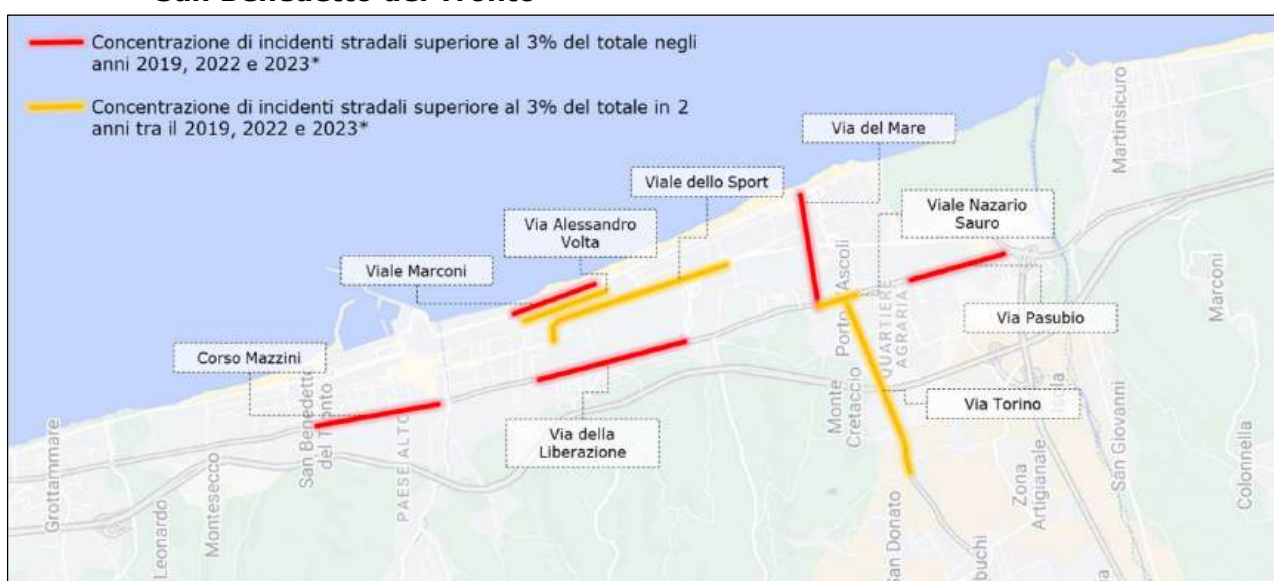 San Benedetto del Tronto
Concentrazione di incidenti stradali superiore al 3% del totale negli
anni 2019, 2022 e 2023*
Concentrazione di incidenti stradali superiore al 3% del totale in 2
anni tra il 2019, 2022 e 2023*
Via del Mare
Martinsicuro
Viale dello Sport
Viale Nazario
Sauro
Via Alessandro
Volta
Viale Marconi
Porto d'Ascoli
QUARTIERE
AGRARIA
Marconi
Via Pasubio
Corso Mazzini
San Benedetto
del Tronto
PAESE ALTO
Via della
Liberazione
Monte
Cretaccio
Via Torino
Isola
San Giovanni
Colonnella
Grottammare
Leonardo
Montesecco
San Donato
Zona
Artigianale
buchi